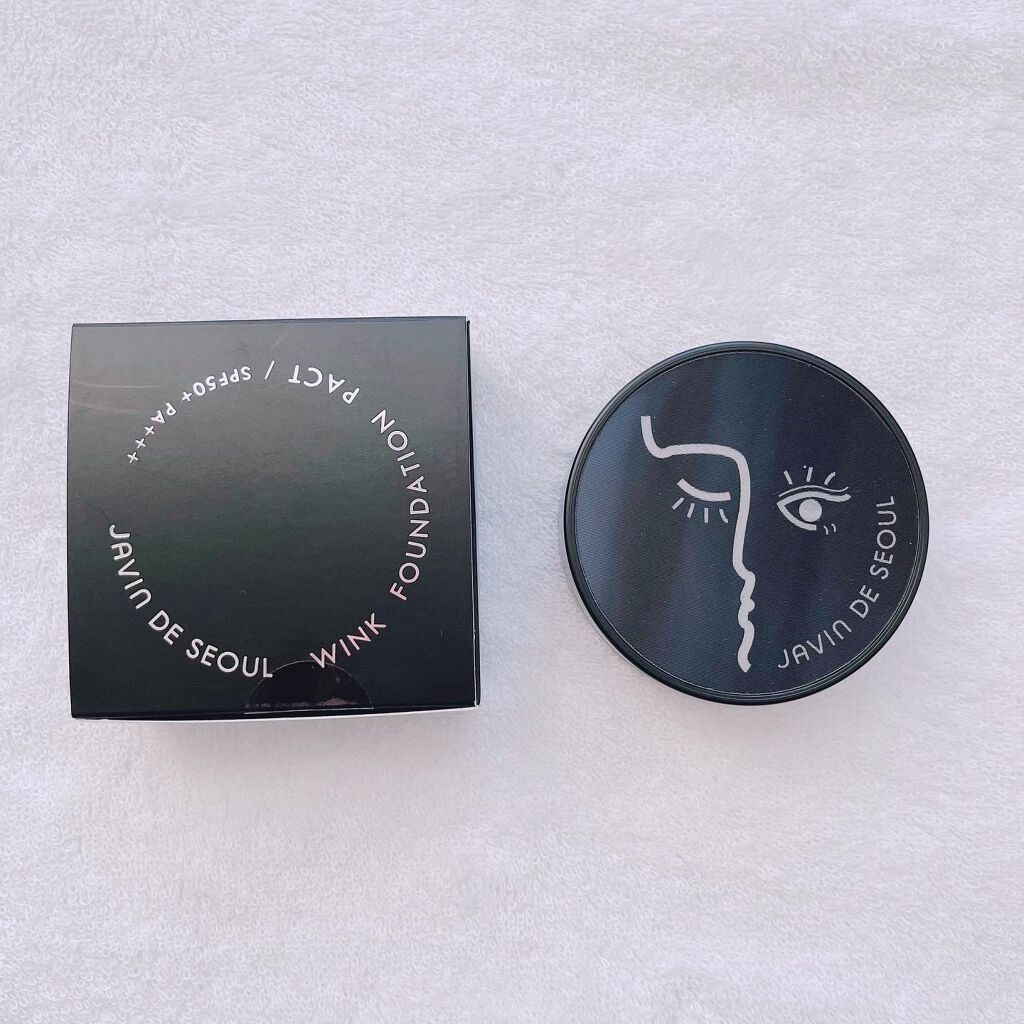 JAVIN DE SEOUL
WINK FOUNDATION PACT / SPF50+ PA++++
JAVIN DE SEOUL